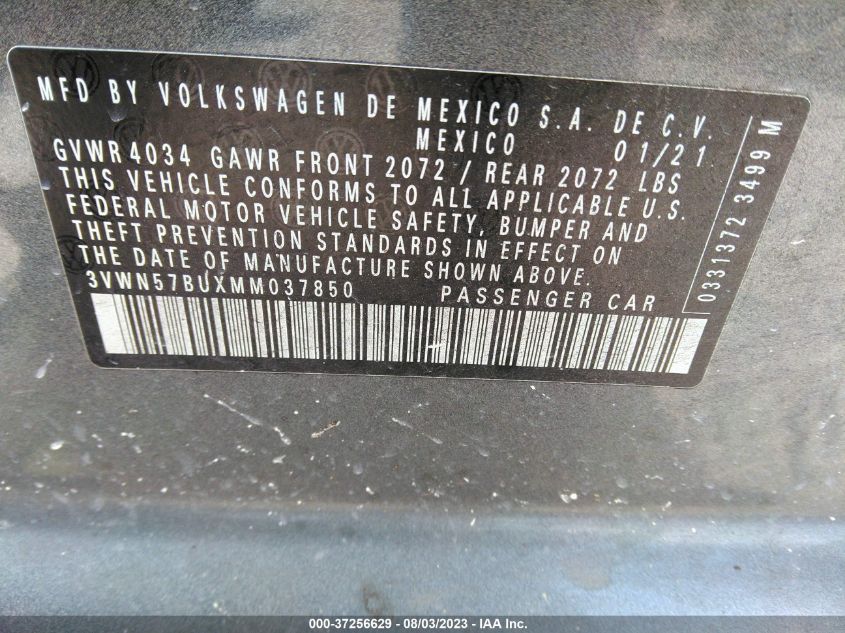 MFD BY VOLKSWAGEN DE MEXICO S.A. DE C.V.
MEXICO 01/21
GVWR 4034 GAWR FRONT 2072 / REAR 2072 LBS
THIS VEHICLE CONFORMS TO ALL APPLICABLE U.S.
FEDERAL MOTOR VEHICLE SAFETY, BUMPER AND
THEFT PREVENTION STANDARDS IN EFFECT ON
THE DATE OF MANUFACTURE SHOWN ABOVE.
3VWN57BUXMM037850 PASSENGER CAR
0331372 3499 M
000-37256629 - 08/03/2023 - IAA Inc.